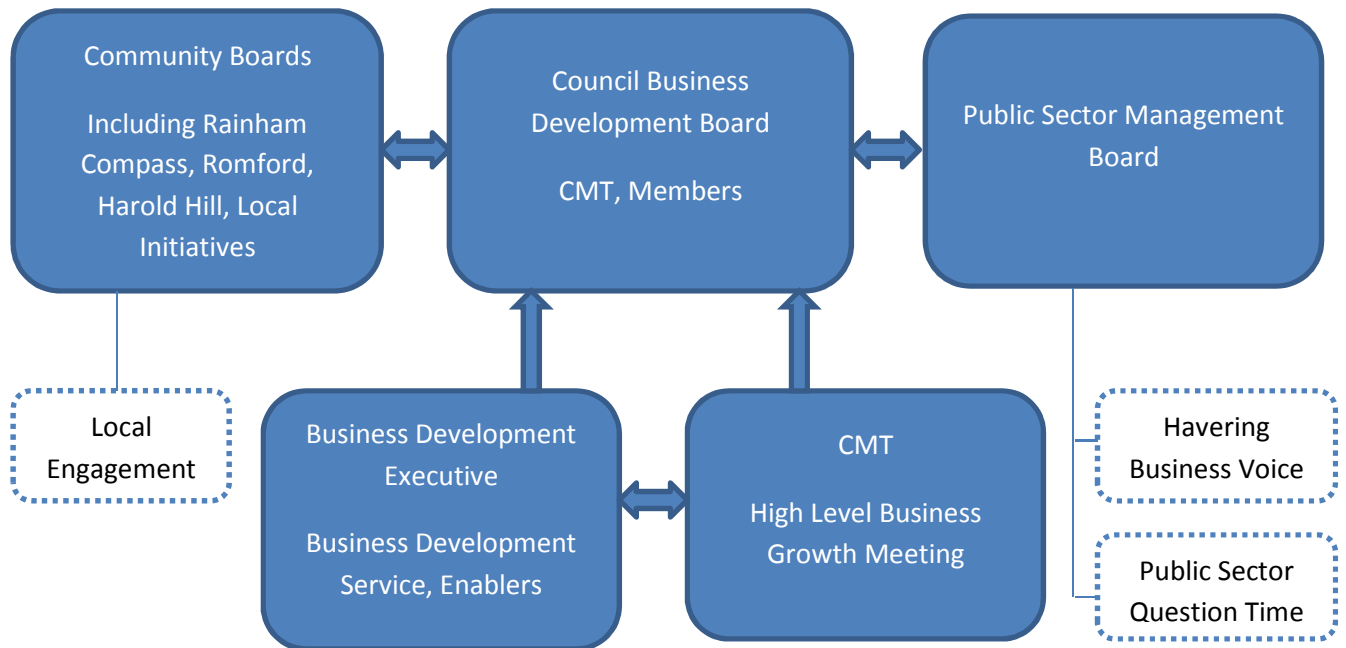 Community Boards
Including Rainham
Compass, Romford,
Harold Hill, Local
Initiatives
Council Business
Development Board
CMT, Members
Public Sector Management
Board
Local
Engagement
Business Development
Executive
Business Development
Service, Enablers
CMT
High Level Business
Growth Meeting
Havering
Business Voice
Public Sector
Question Time